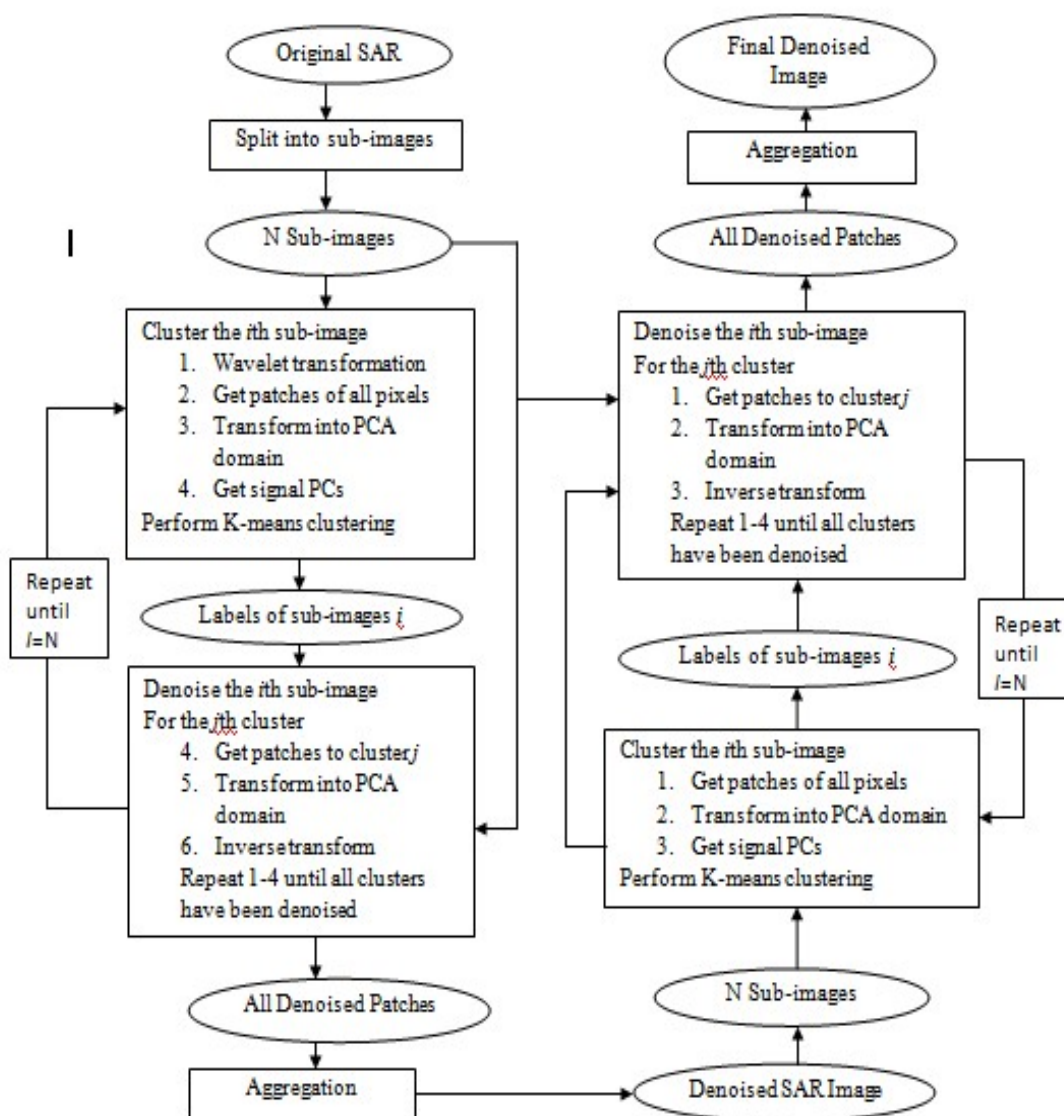 Original SAR
Split into sub-images
N Sub-images
I
Cluster the ith sub-image
1. Wavelet transformation
2. Get patches of all pixels
3. Transform into PCA
domain
4. Get signal PCs
Perform K-means clustering
Repeat
until
I=N
Labels of sub-images i
Denoise the ith sub-image
For the jth cluster
4. Get patches to cluster j
5. Transform into PCA
domain
6. Inverse transform
Repeat 1-4 until all clusters
have been denoised
All Denoised Patches
Aggregation
Denoised SAR Image
N Sub-images
Cluster the ith sub-image
1. Get patches of all pixels
2. Transform into PCA domain
3. Get signal PCs
Perform K-means clustering
Repeat
until
I=N
Labels of sub-images i
Denoise the ith sub-image
For the jth cluster
1. Get patches to cluster j
2. Transform into PCA
domain
3. Inverse transform
Repeat 1-4 until all clusters
have been denoised
All Denoised Patches
Aggregation
Final Denoised
Image